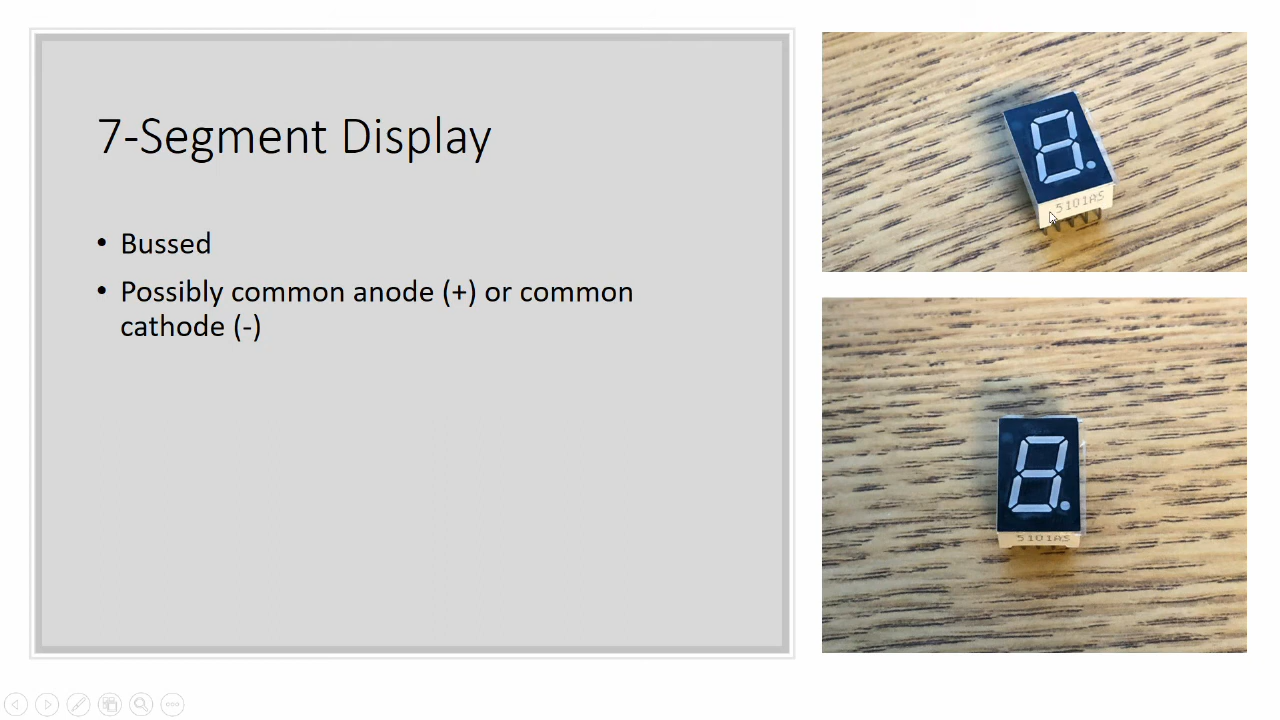 7-Segment Display
• Bussed
• Possibly common anode (+) or common
cathode (-)
5101AS
5101AS